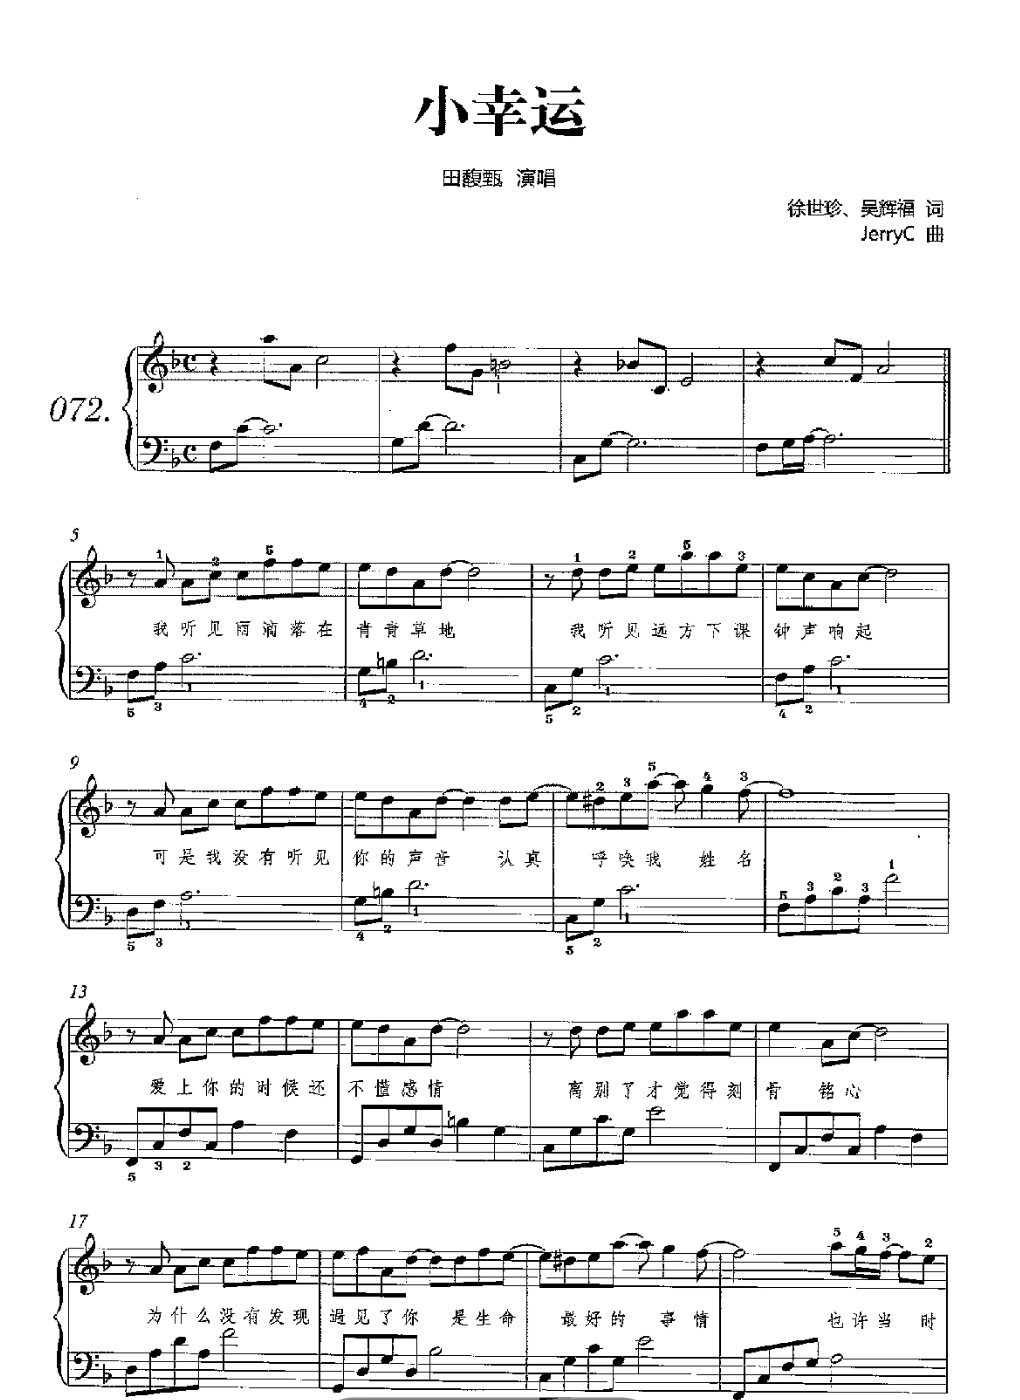 小幸运
田馥甄 演唱
徐世珍、吴辉福 词
JerryC 曲
072.
5
1 2 5 1 2 5 3
我听见雨滴落在青青草地 我听见远方下课钟声响起
5 3 1 4 2 1 5 2 1 4 2 1
9
2 3 5 4 3
可是我没有听见你的声音 认真 呼唤我 姓名
5 3 1 4 2 1 5 2 1 5 3 2 3 1
13
爱上你的时候还不懂感情 离别了才觉得刻骨 铭心
5 3 2
17
5 4 3 2
为什么没有发现遇见了你 是生命 最好的 事情 也许当时